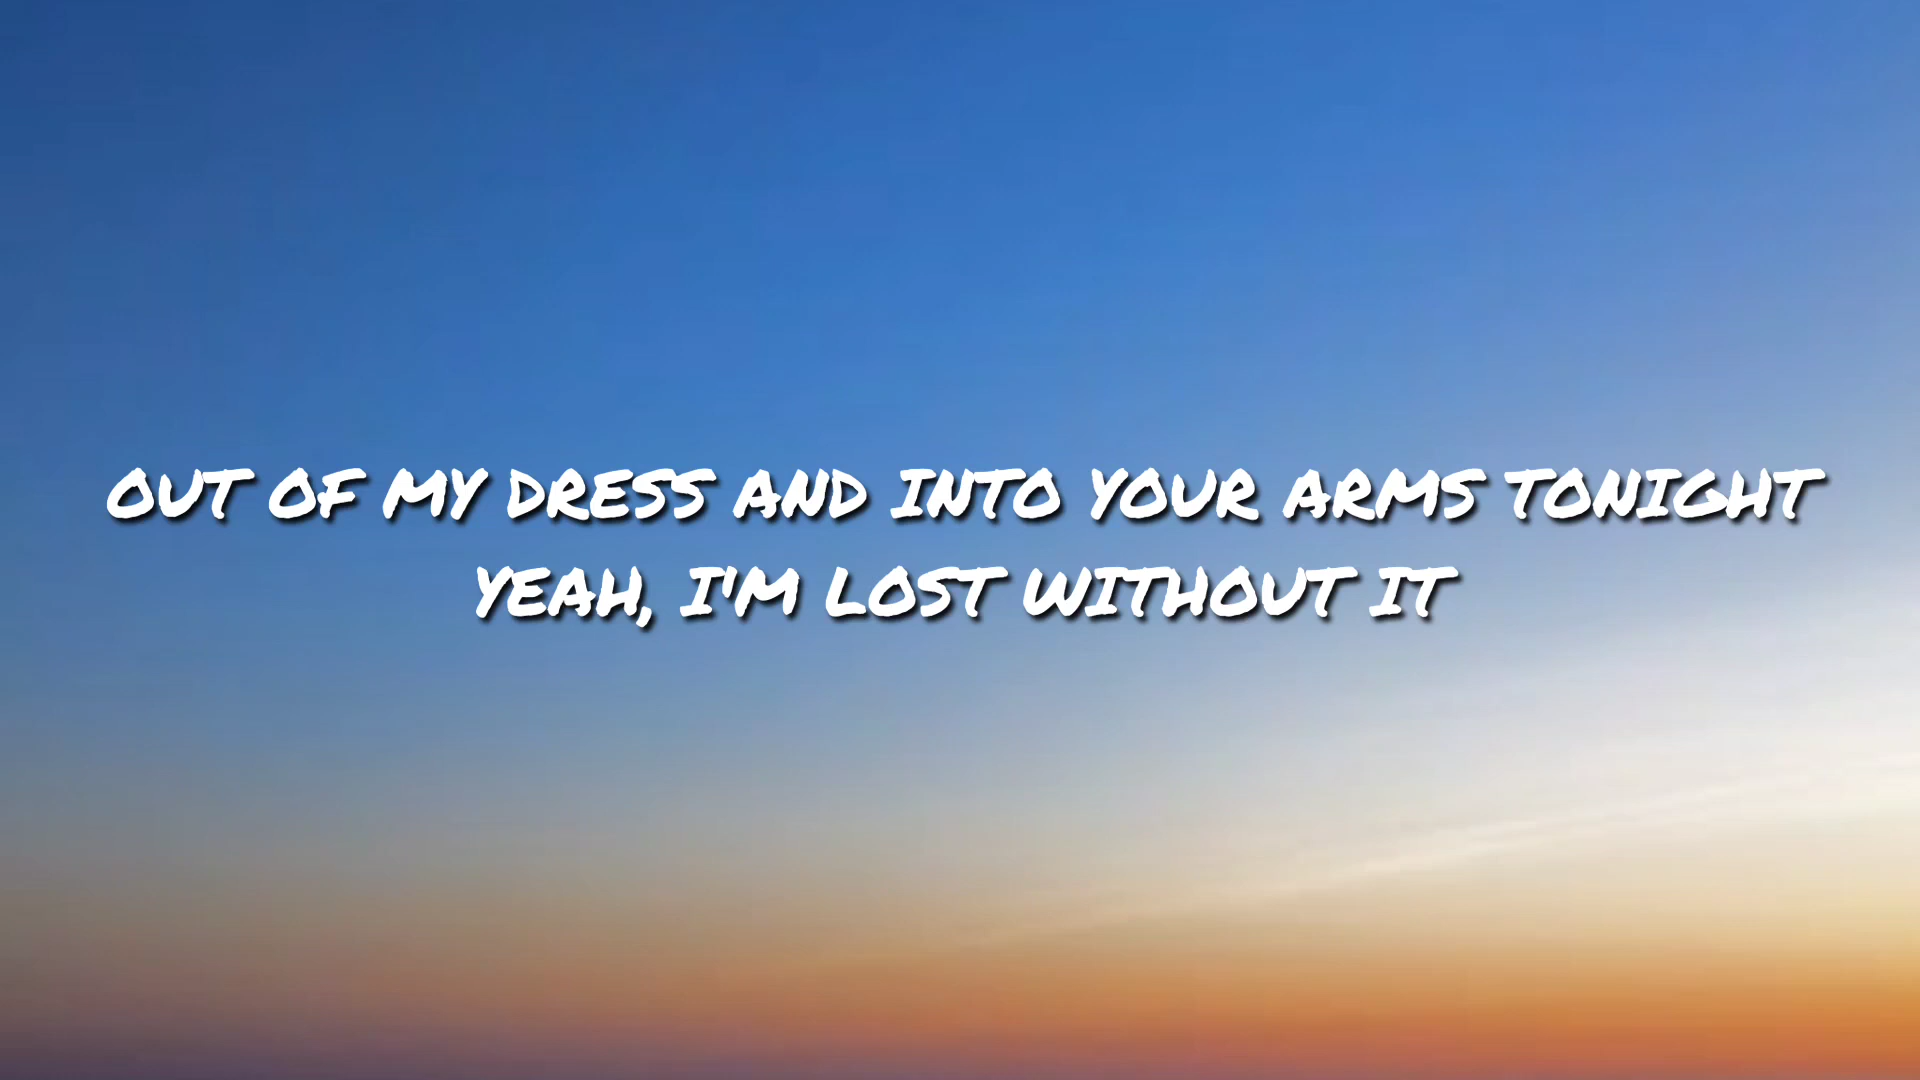 OUT OF MY DRESS AND INTO YOUR ARMS TONIGHT
YEAH, I'M LOST WITHOUT IT